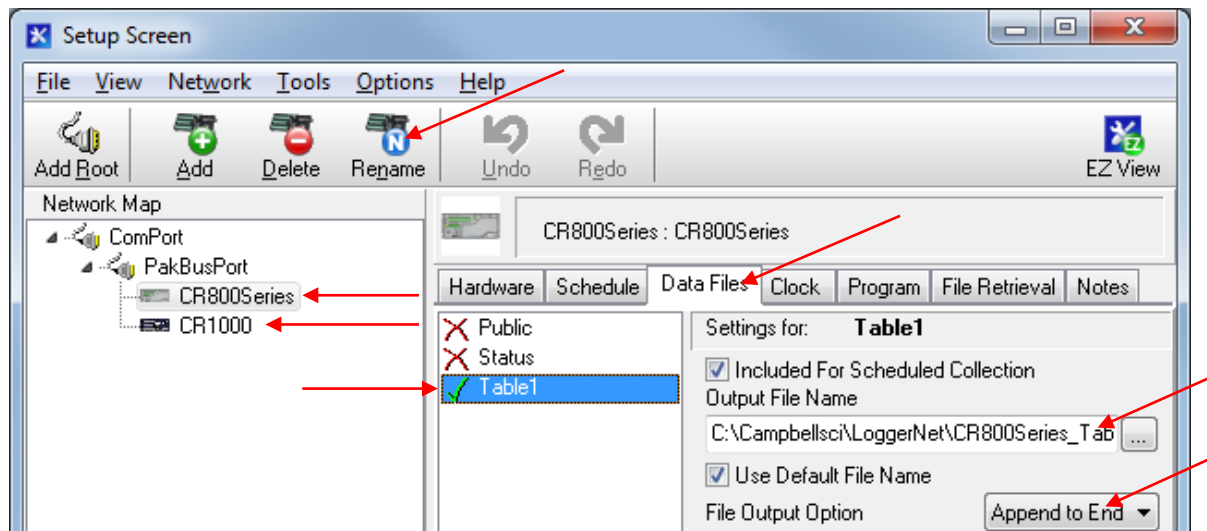 Setup Screen
File View Network Tools Options Help
Add Root Add Delete Rename Undo Redo EZ View
Network Map
ComPort
PakBusPort
CR800Series
CR1000
CR800Series : CR800Series
Hardware Schedule Data Files Clock Program File Retrieval Notes
Public
Status
Table1
Settings for: Table1
Included For Scheduled Collection
Output File Name
C:\Campbellsci\LoggerNet\CR800Series_Tab ...
Use Default File Name
File Output Option Append to End